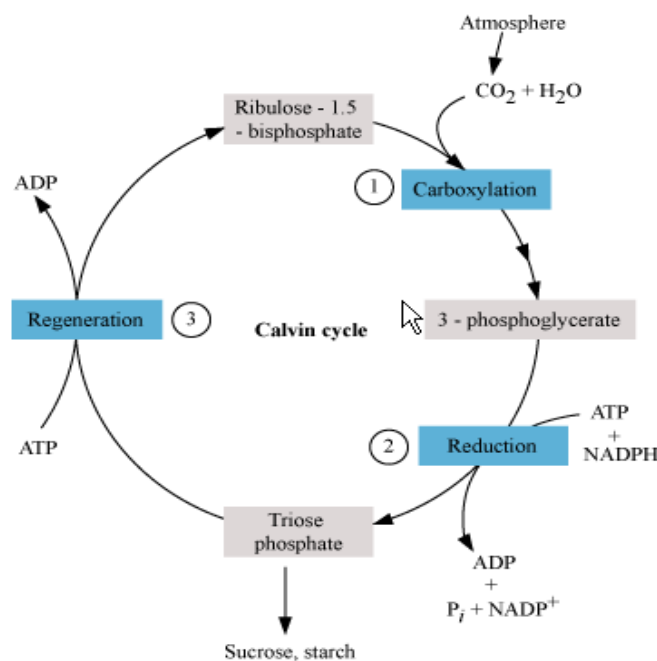 Atmosphere
CO₂ + H₂O
Ribulose - 1.5
- bisphosphate
1
Carboxylation
ADP
3 - phosphoglycerate
Regeneration
3
Calvin cycle
ATP
+
NADPH
2
Reduction
ATP
Triose
phosphate
ADP
+
Pᵢ + NADP⁺
Sucrose, starch